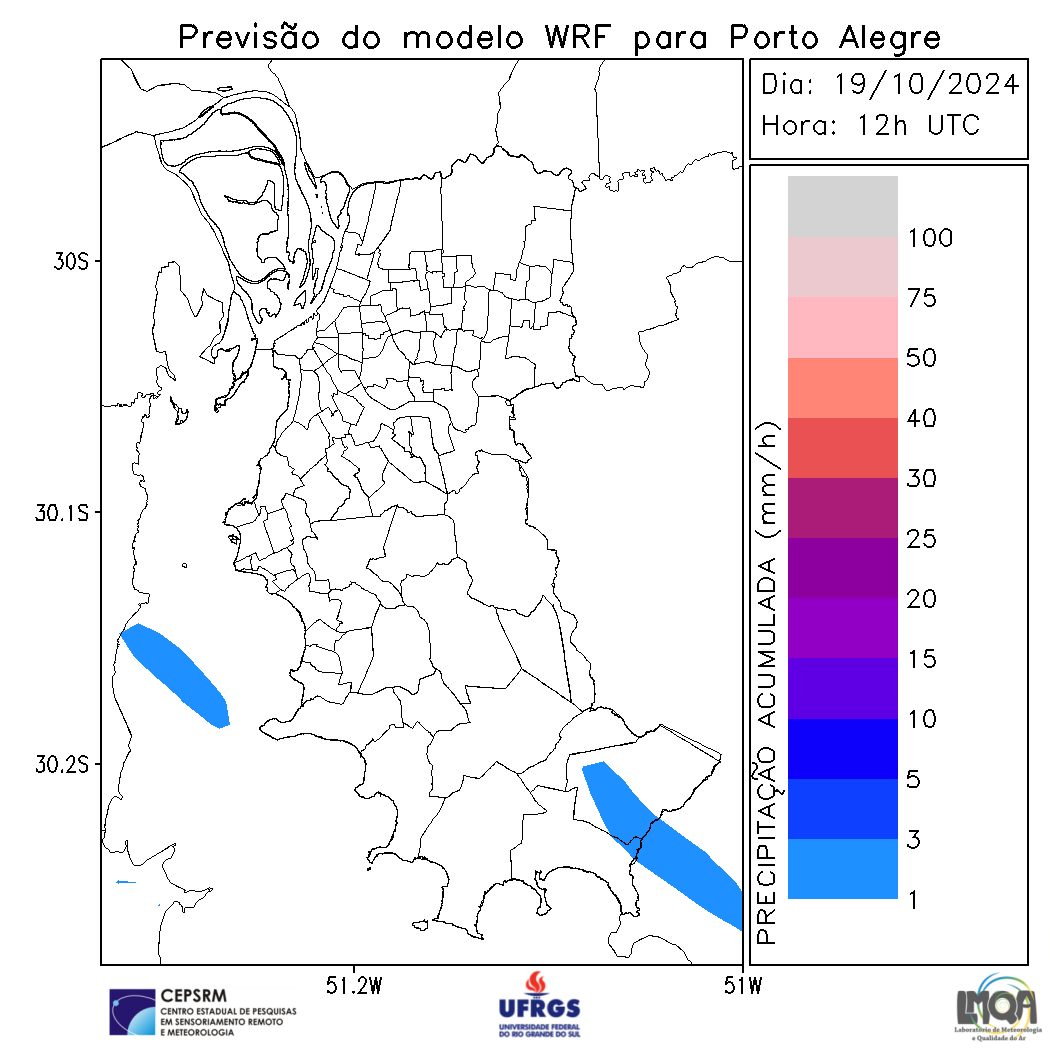 Previsão do modelo WRF para Porto Alegre
Dia: 19/10/2024
Hora: 12h UTC
30S
30.1S
30.2S
51.2W
51W
PRECIPITAÇÃO ACUMULADA (mm/h)
100
75
50
40
30
25
20
15
10
5
3
1
CEPSRM
CENTRO ESTADUAL DE PESQUISAS
EM SENSORIAMENTO REMOTO
E METEOROLOGIA
UFRGS
UNIVERSIDADE FEDERAL
DO RIO GRANDE DO SUL
LMQA
Laboratório de Meteorologia
e Qualidade do Ar